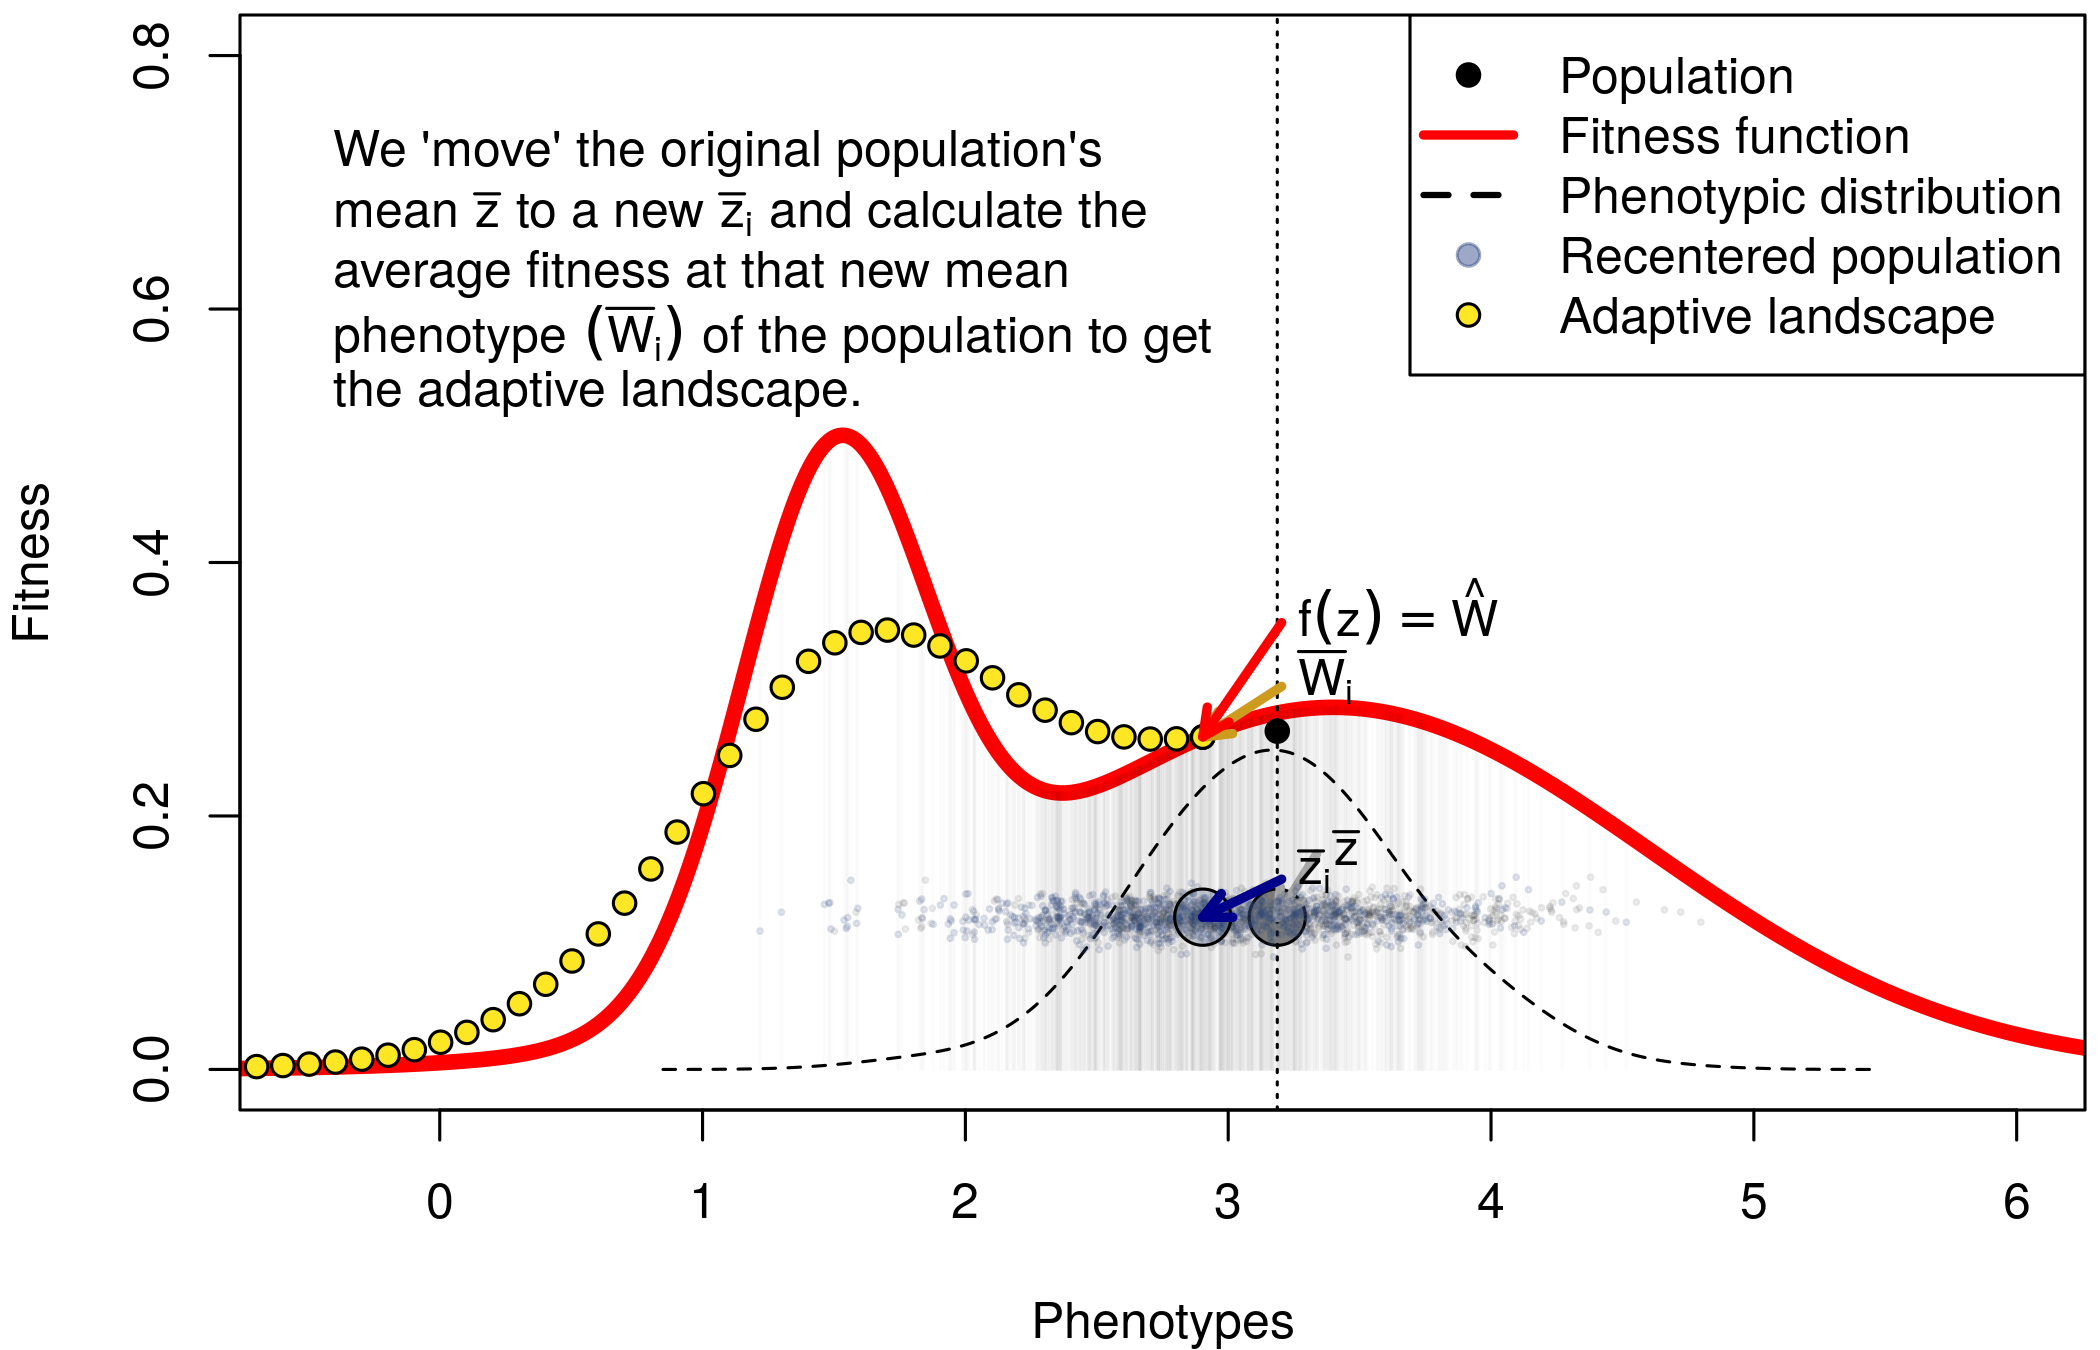 We 'move' the original population's
mean z̅ to a new z̅ᵢ and calculate the
average fitness at that new mean
phenotype (W̅ᵢ) of the population to get
the adaptive landscape.
Population
Fitness function
Phenotypic distribution
Recentered population
Adaptive landscape
f(z) = Ŵ
W̅ᵢ
z̅
z̅ᵢ
Fitness
0.8
0.6
0.4
0.2
0.0
0 1 2 3 4 5 6
Phenotypes